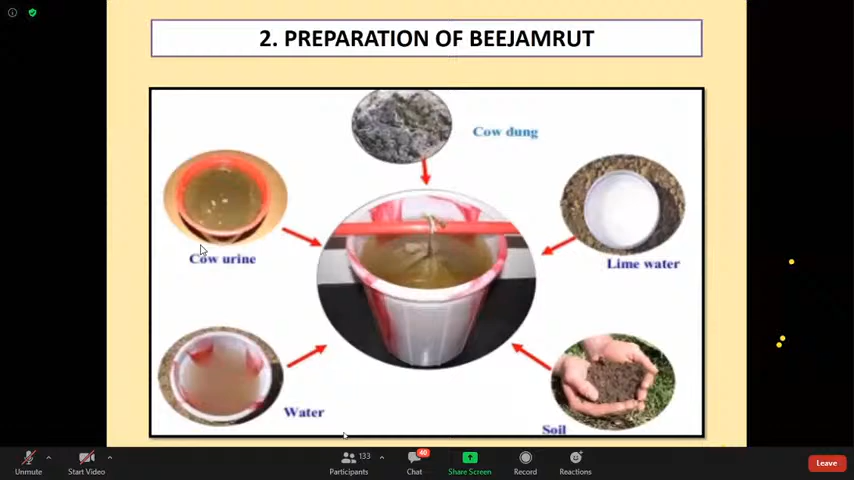 2. PREPARATION OF BEEJAMRUT
Cow dung
Cow urine
Lime water
Water
Soil
Unmute
Start Video
133
Participants
40
Chat
Share Screen
Record
Reactions
Leave